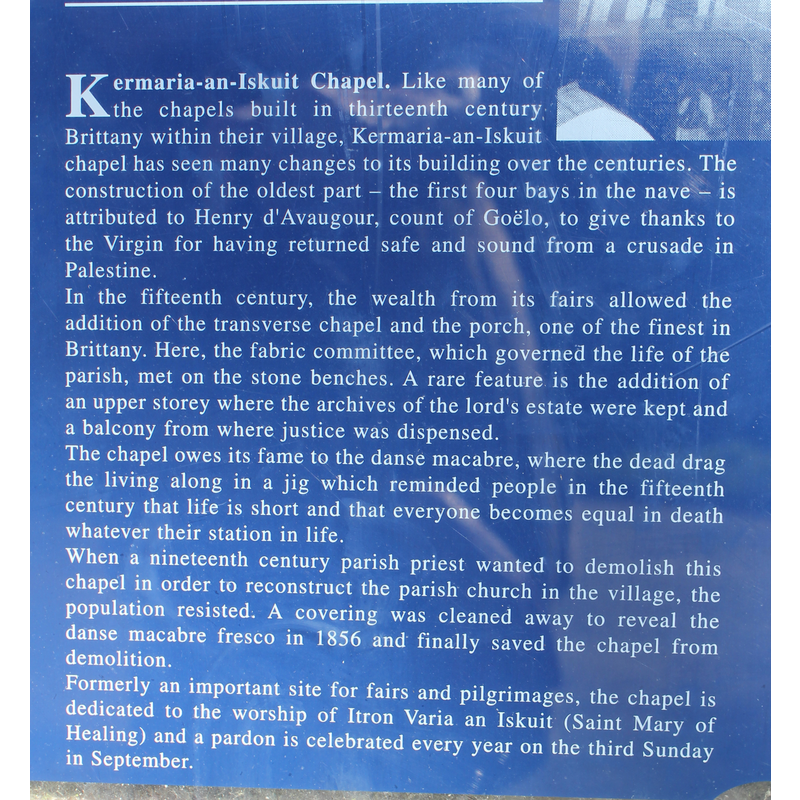 Kermaria-an-Iskuit Chapel. Like many of
the chapels built in thirteenth century
Brittany within their village, Kermaria-an-Iskuit
chapel has seen many changes to its building over the centuries. The
construction of the oldest part – the first four bays in the nave – is
attributed to Henry d'Avaugour, count of Goëlo, to give thanks to
the Virgin for having returned safe and sound from a crusade in
Palestine.
In the fifteenth century, the wealth from its fairs allowed the
addition of the transverse chapel and the porch, one of the finest in
Brittany. Here, the fabric committee, which governed the life of the
parish, met on the stone benches. A rare feature is the addition of
an upper storey where the archives of the lord's estate were kept and
a balcony from where justice was dispensed.
The chapel owes its fame to the danse macabre, where the dead drag
the living along in a jig which reminded people in the fifteenth
century that life is short and that everyone becomes equal in death
whatever their station in life.
When a nineteenth century parish priest wanted to demolish this
chapel in order to reconstruct the parish church in the village, the
population resisted. A covering was cleaned away to reveal the
danse macabre fresco in 1856 and finally saved the chapel from
demolition.
Formerly an important site for fairs and pilgrimages, the chapel is
dedicated to the worship of Itron Varia an Iskuit (Saint Mary of
Healing) and a pardon is celebrated every year on the third Sunday
in September.